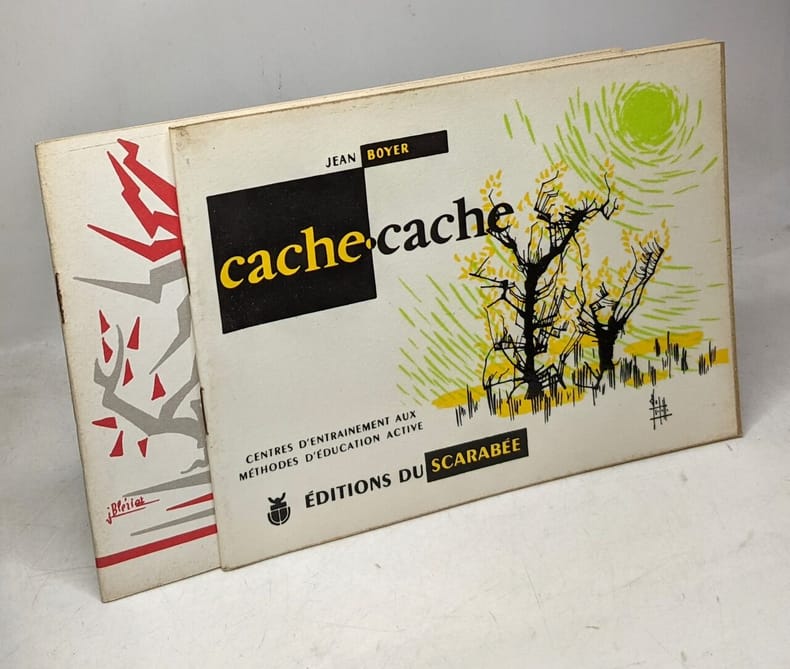 JEAN BOYER
cache-cache
CENTRES D'ENTRAINEMENT AUX
MÉTHODES D'ÉDUCATION ACTIVE
ÉDITIONS DU SCARABÉE